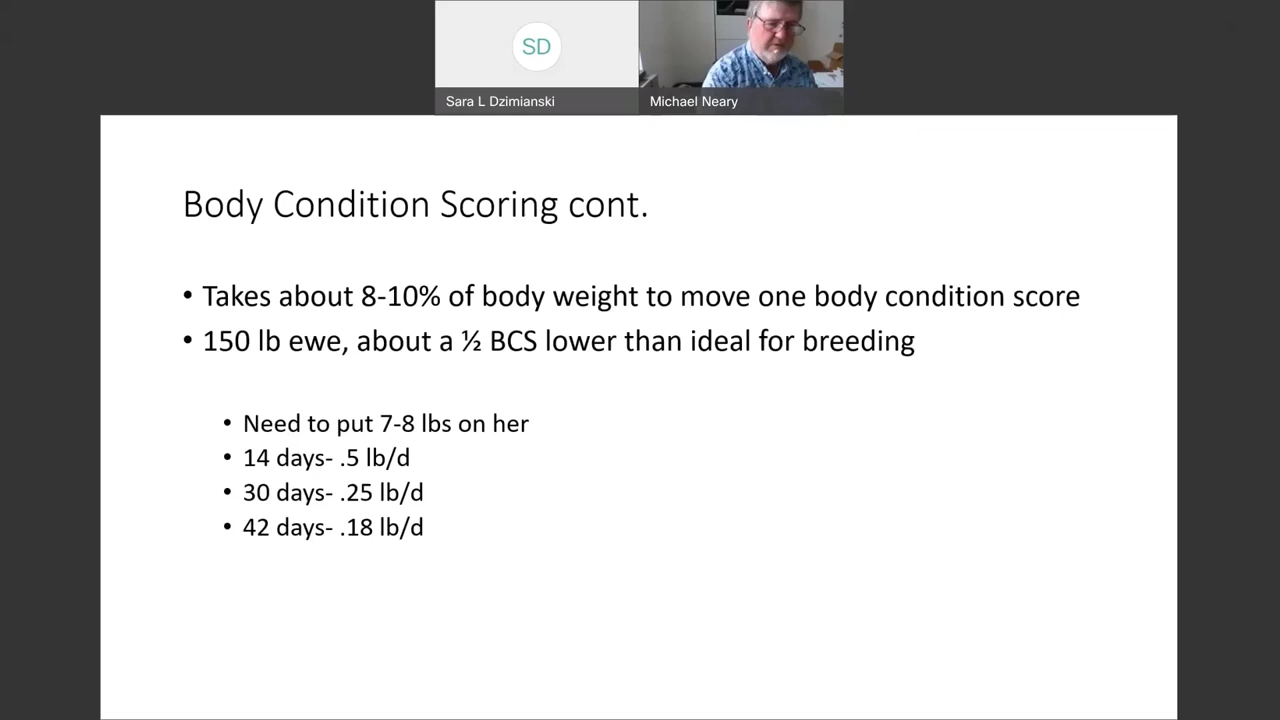 SD
Sara L Dzimianski
Michael Neary
Body Condition Scoring cont.
• Takes about 8-10% of body weight to move one body condition score
• 150 lb ewe, about a ½ BCS lower than ideal for breeding
• Need to put 7-8 lbs on her
• 14 days- .5 lb/d
• 30 days- .25 lb/d
• 42 days- .18 lb/d